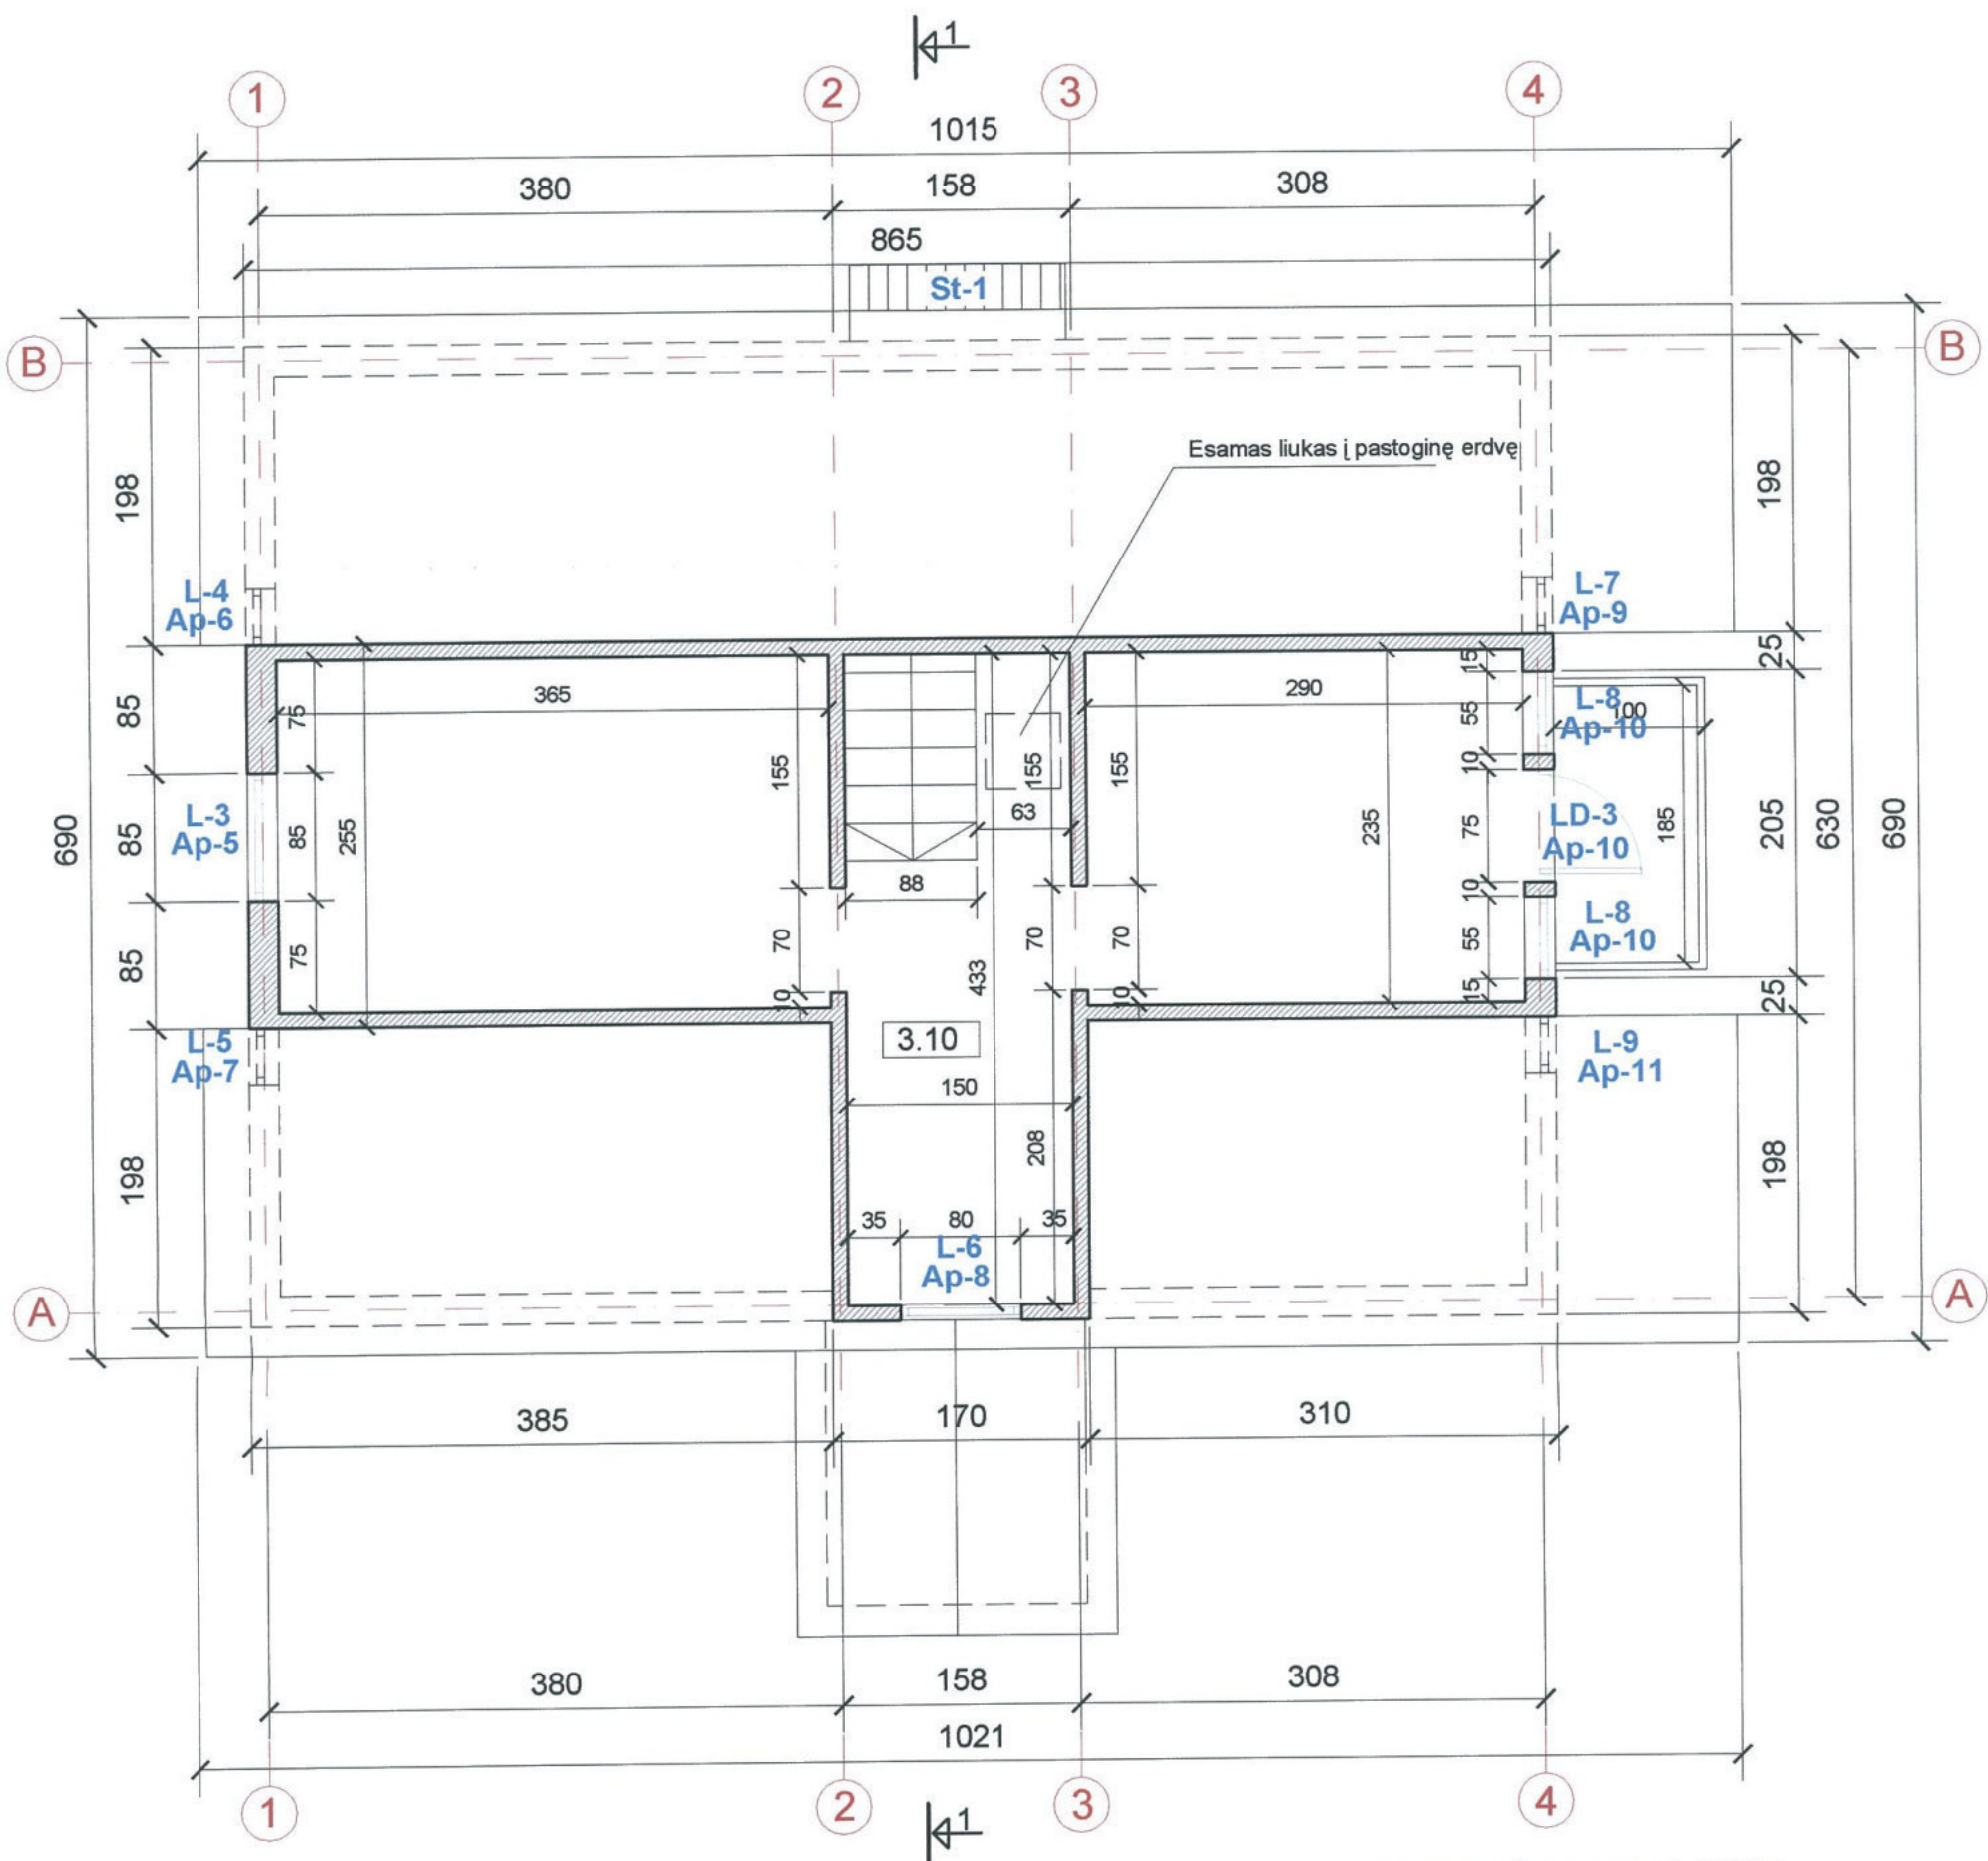 1
1
2
3
4
1015
380
158
308
865
St-1
B
B
Esamas liukas į pastoginę erdvę
198
198
L-4
Ap-6
L-7
Ap-9
25
15
85
75
365
290
55
L-8
Ap-10
100
155
155
155
10
63
690
L-3
Ap-5
85
85
255
235
75
LD-3
Ap-10
185
205
630
690
88
10
85
75
70
433
70
70
55
L-8
Ap-10
10
10
15
25
L-5
Ap-7
3.10
L-9
Ap-11
150
198
208
198
35
80
35
L-6
Ap-8
A
A
385
170
310
380
158
308
1021
1
2
3
4
1